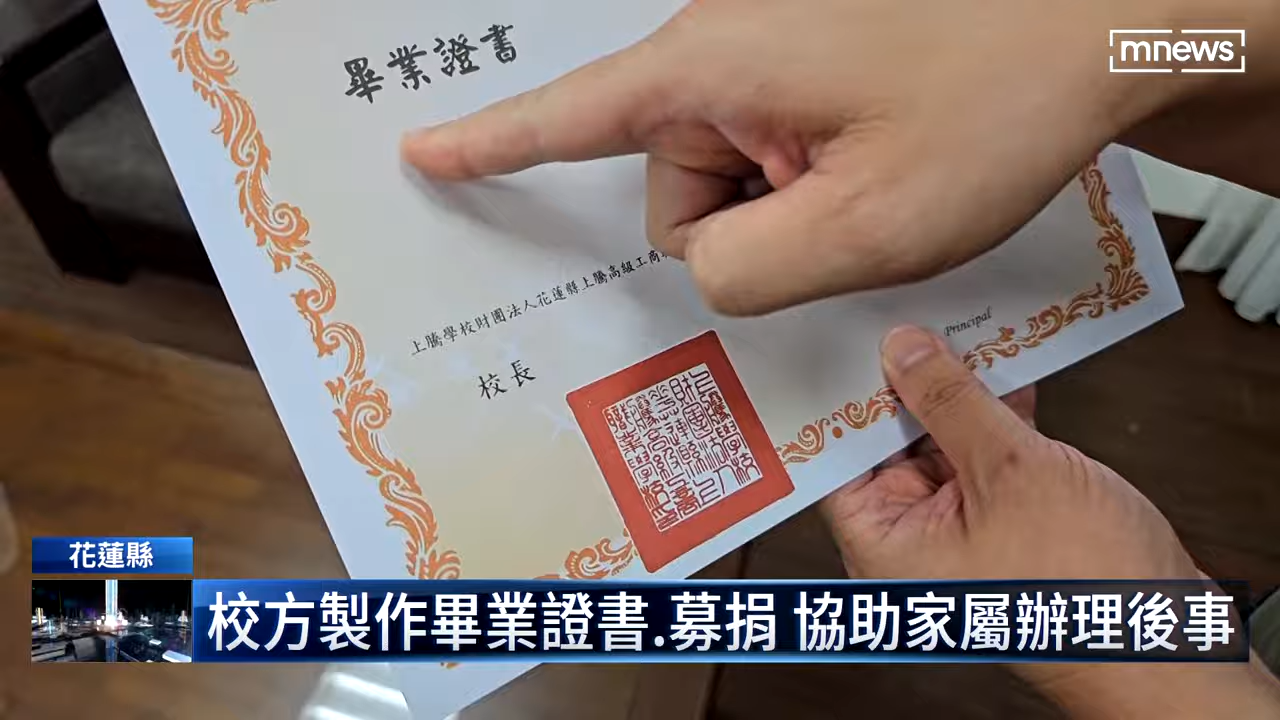 mnews
畢業證書
上騰學校財團法人花蓮縣上騰高級工商
校長
Principal
花蓮縣
校方製作畢業證書.募捐 協助家屬辦理後事